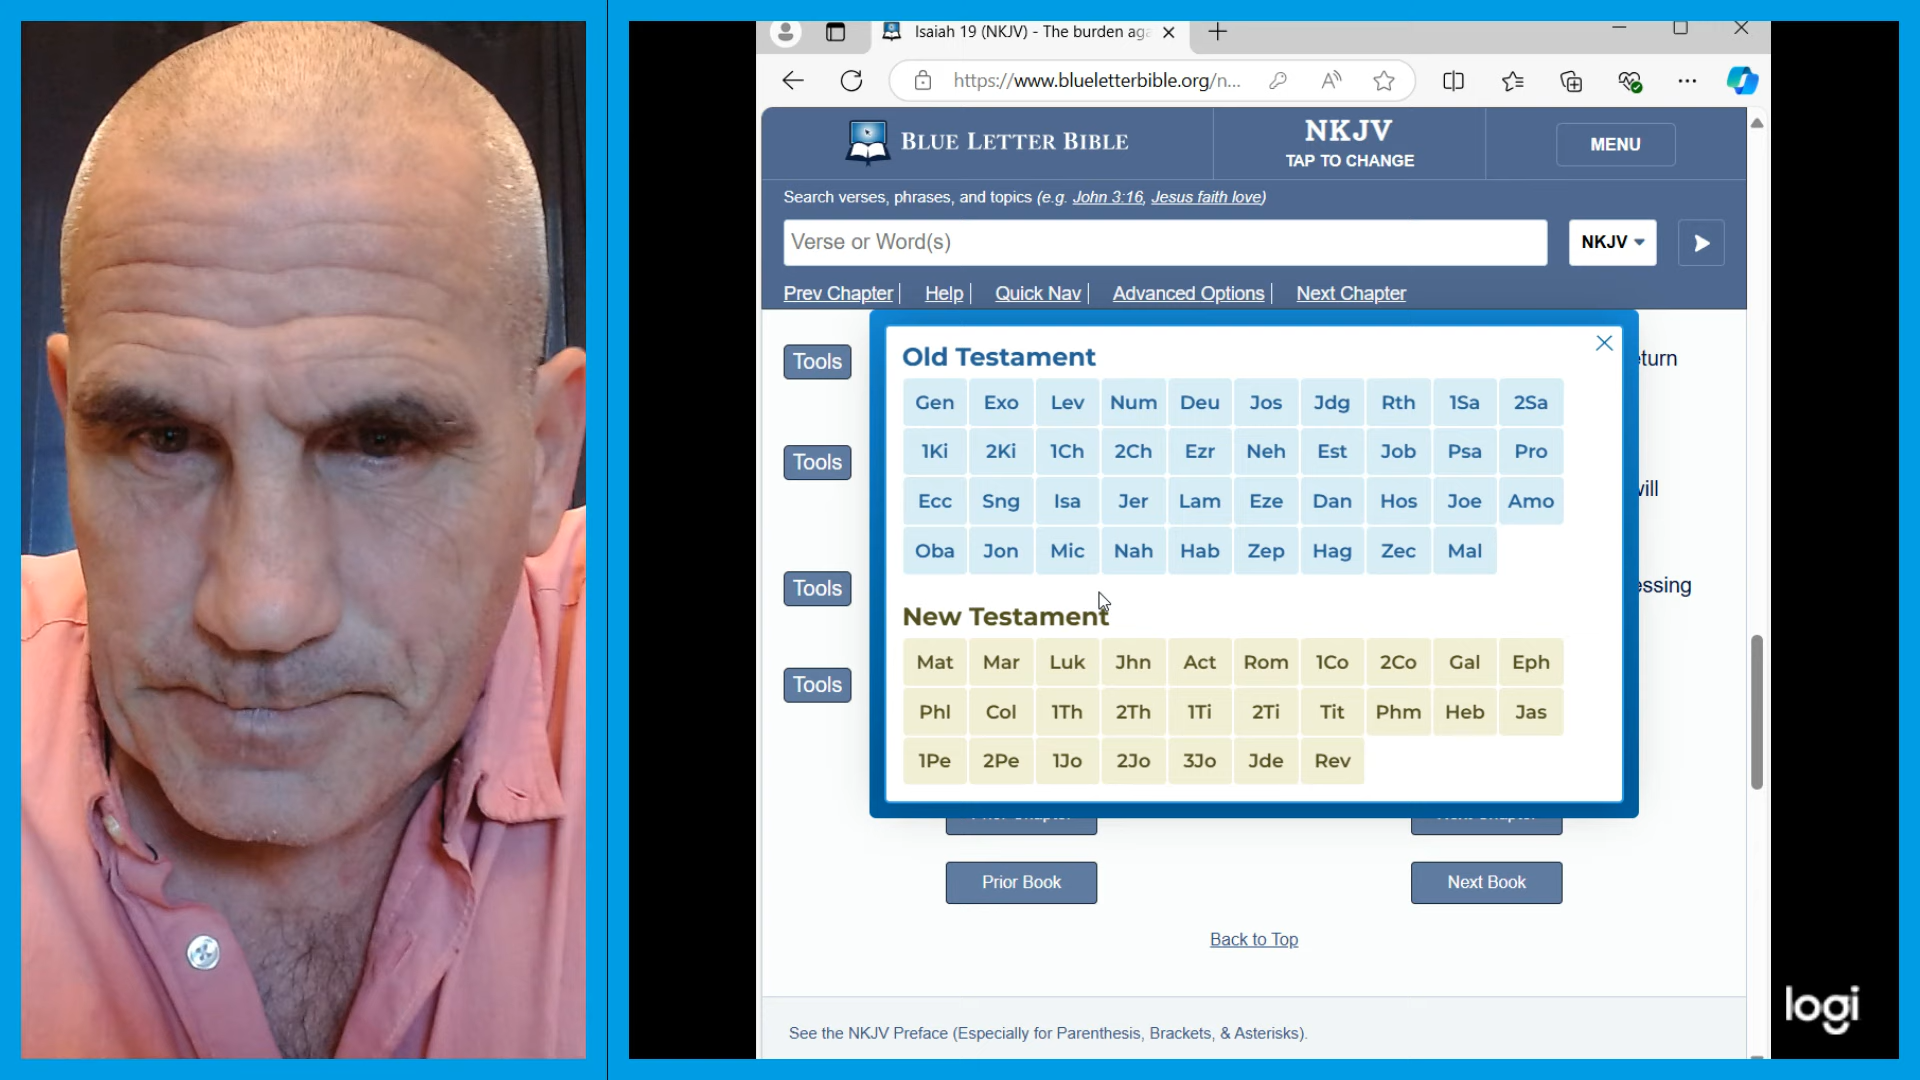 Isaiah 19 (NKJV) - The burden aga
https://www.blueletterbible.org/n...
BLUE LETTER BIBLE
NKJV
TAP TO CHANGE
MENU
Search verses, phrases, and topics (e.g. John 3:16, Jesus faith love)
Verse or Word(s)
NKJV
Prev Chapter | Help | Quick Nav | Advanced Options | Next Chapter
Old Testament
Tools
eturn
Gen Exo Lev Num Deu Jos Jdg Rth 1Sa 2Sa
1Ki 2Ki 1Ch 2Ch Ezr Neh Est Job Psa Pro
Tools
will
Ecc Sng Isa Jer Lam Eze Dan Hos Joe Amo
Oba Jon Mic Nah Hab Zep Hag Zec Mal
Tools
essing
New Testament
Mat Mar Luk Jhn Act Rom 1Co 2Co Gal Eph
Tools
Phl Col 1Th 2Th 1Ti 2Ti Tit Phm Heb Jas
1Pe 2Pe 1Jo 2Jo 3Jo Jde Rev
Prior Book
Next Book
Back to Top
logi
See the NKJV Preface (Especially for Parenthesis, Brackets, & Asterisks).